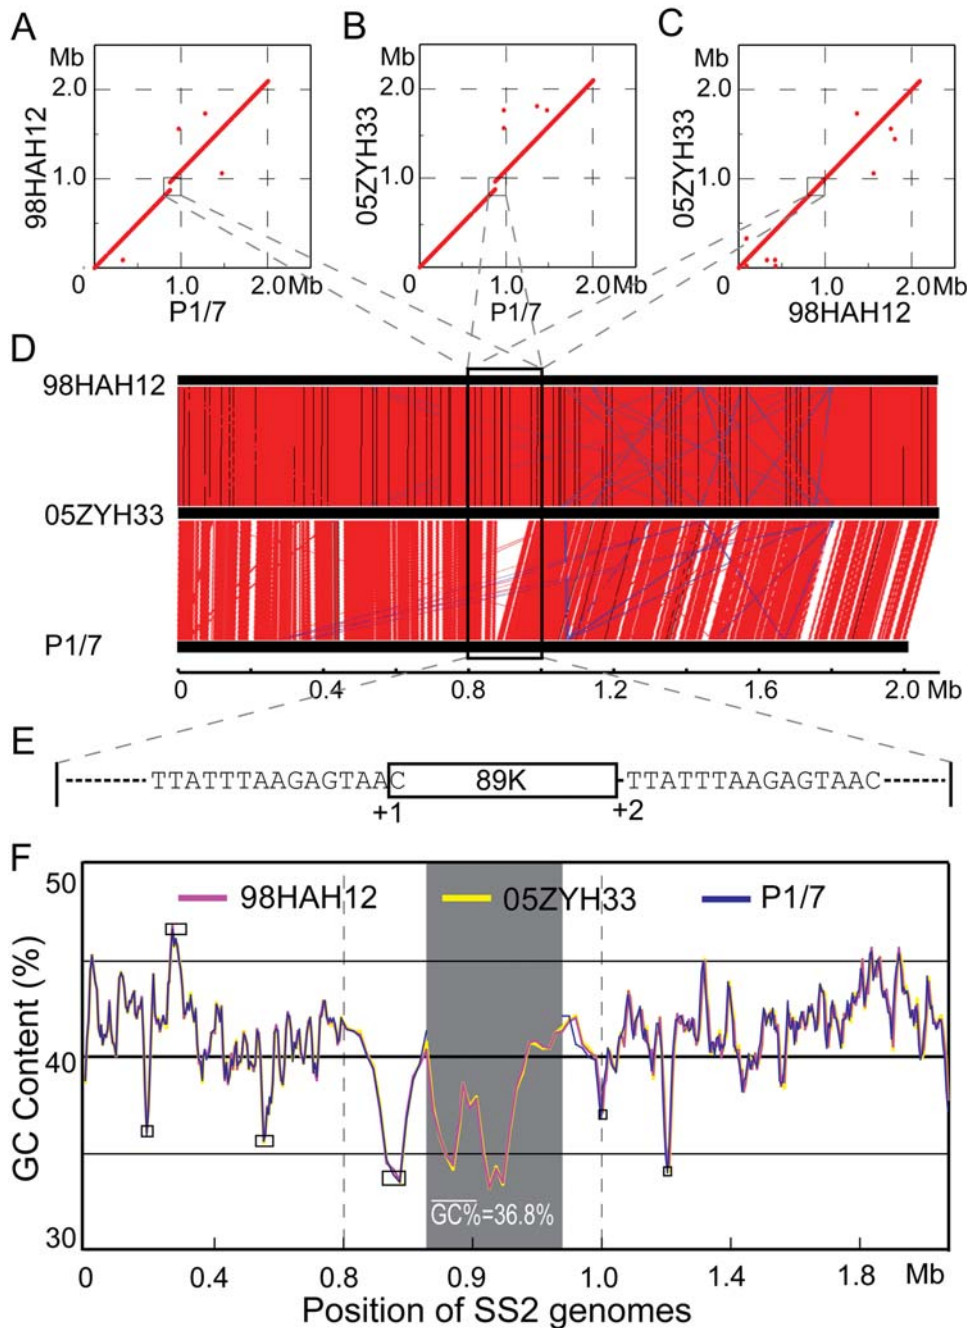 A B C
Mb Mb Mb
2.0 2.0 2.0
98HAH12 05ZYH33 05ZYH33
1.0 1.0 1.0
0 0 0
0 1.0 2.0Mb 0 1.0 2.0Mb 0 1.0 2.0Mb
P1/7 P1/7 98HAH12
D
98HAH12
05ZYH33
P1/7
0 0.4 0.8 1.2 1.6 2.0 Mb
E
TTATTTAAGAGTAAC 89K TTATTTAAGAGTAAC
+1 +2
F
50 98HAH12 05ZYH33 P1/7
GC Content (%)
40
30
GC%=36.8%
0 0.4 0.8 0.9 1.0 1.4 1.8 Mb
Position of SS2 genomes